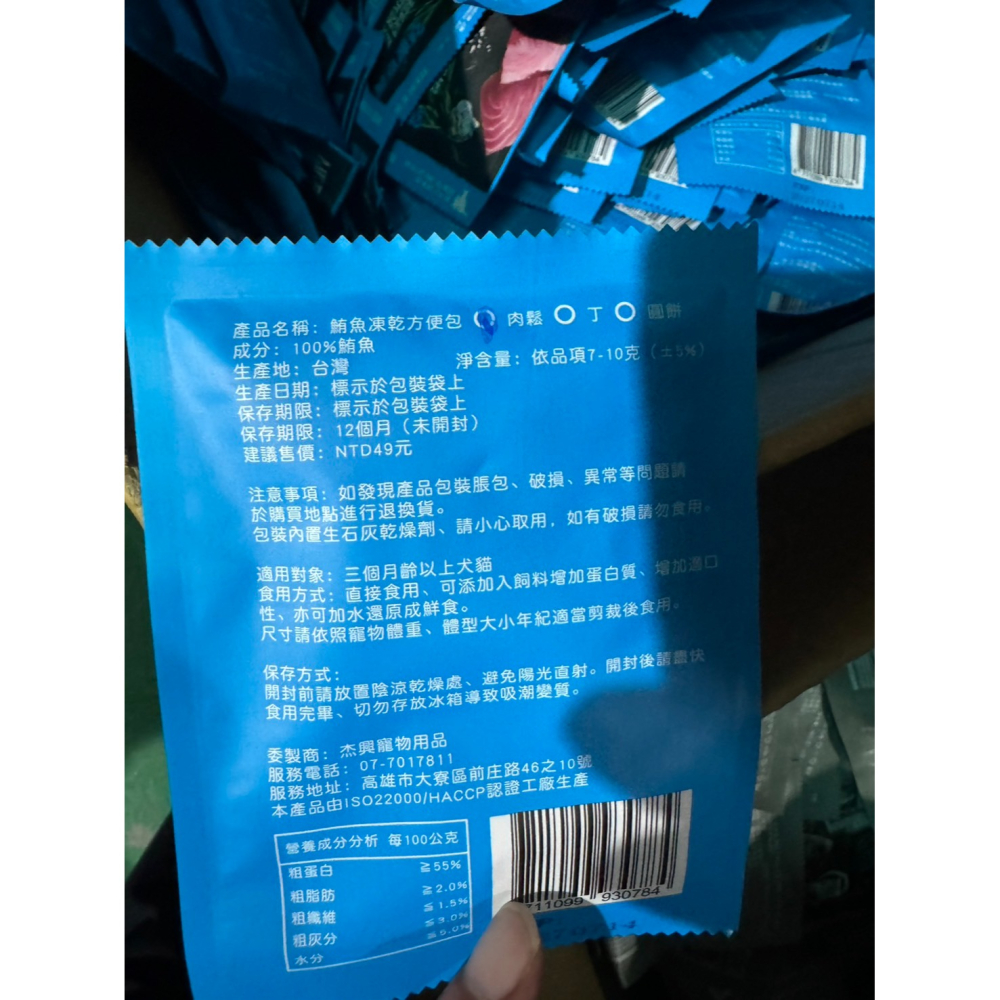 產品名稱：鮪魚凍乾方便包 肉鬆 丁 圓餅
成分：100%鮪魚
生產地：台灣 淨含量：依品項7-10克（±5%）
生產日期：標示於包裝袋上
保存期限：標示於包裝袋上
保存期限：12個月（未開封）
建議售價：NTD49元
注意事項：如發現產品包裝脹包、破損、異常等問題請
於購買地點進行退換貨。
包裝內置生石灰乾燥劑、請小心取用，如有破損請勿食用。
適用對象：三個月齡以上犬貓
食用方式：直接食用、可添加入飼料增加蛋白質、增加適口
性、亦可加水還原成鮮食。
尺寸請依照寵物體重、體型大小年紀適當剪裁後食用。
保存方式：
開封前請放置陰涼乾燥處、避免陽光直射。開封後請盡快
食用完畢、切勿存放冰箱導致吸潮變質。
委製商：杰興寵物用品
服務電話：07-7017811
服務地址：高雄市大寮區前庄路46之10號
本產品由ISO22000/HACCP認證工廠生產
營養成分分析 每100公克
粗蛋白 ≧55%
粗脂肪 ≧2.0%
粗纖維 ≦1.5%
粗灰分 ≦3.0%
水分 ≦5.0%
711099 930784